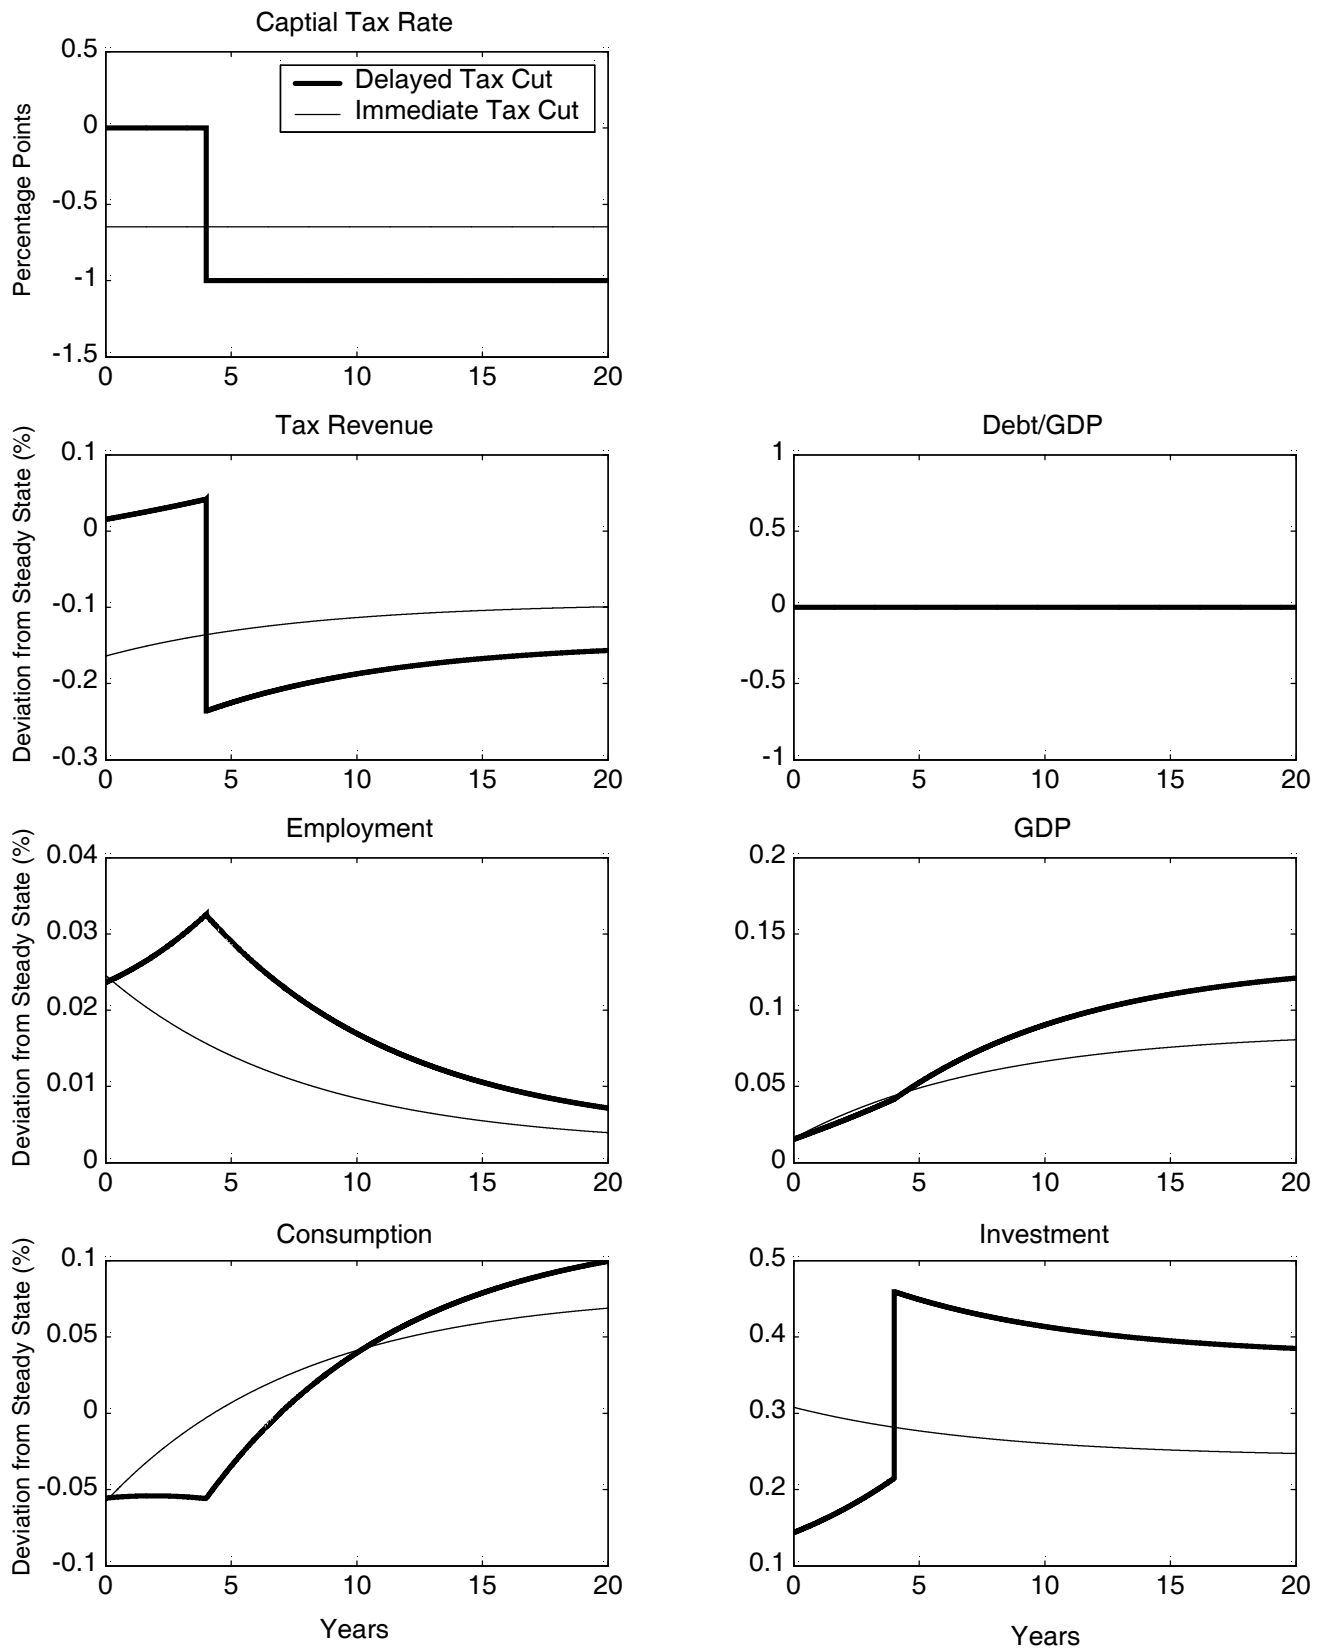 Captial Tax Rate
Percentage Points
0.5
0
-0.5
-1
-1.5
Delayed Tax Cut
Immediate Tax Cut
0 5 10 15 20
Tax Revenue
Deviation from Steady State (%)
0.1
0
-0.1
-0.2
-0.3
0 5 10 15 20
Debt/GDP
1
0.5
0
-0.5
-1
0 5 10 15 20
Employment
Deviation from Steady State (%)
0.04
0.03
0.02
0.01
0
0 5 10 15 20
GDP
0.2
0.15
0.1
0.05
0
0 5 10 15 20
Consumption
Deviation from Steady State (%)
0.1
0.05
0
-0.05
-0.1
0 5 10 15 20
Years
Investment
0.5
0.4
0.3
0.2
0.1
0 5 10 15 20
Years